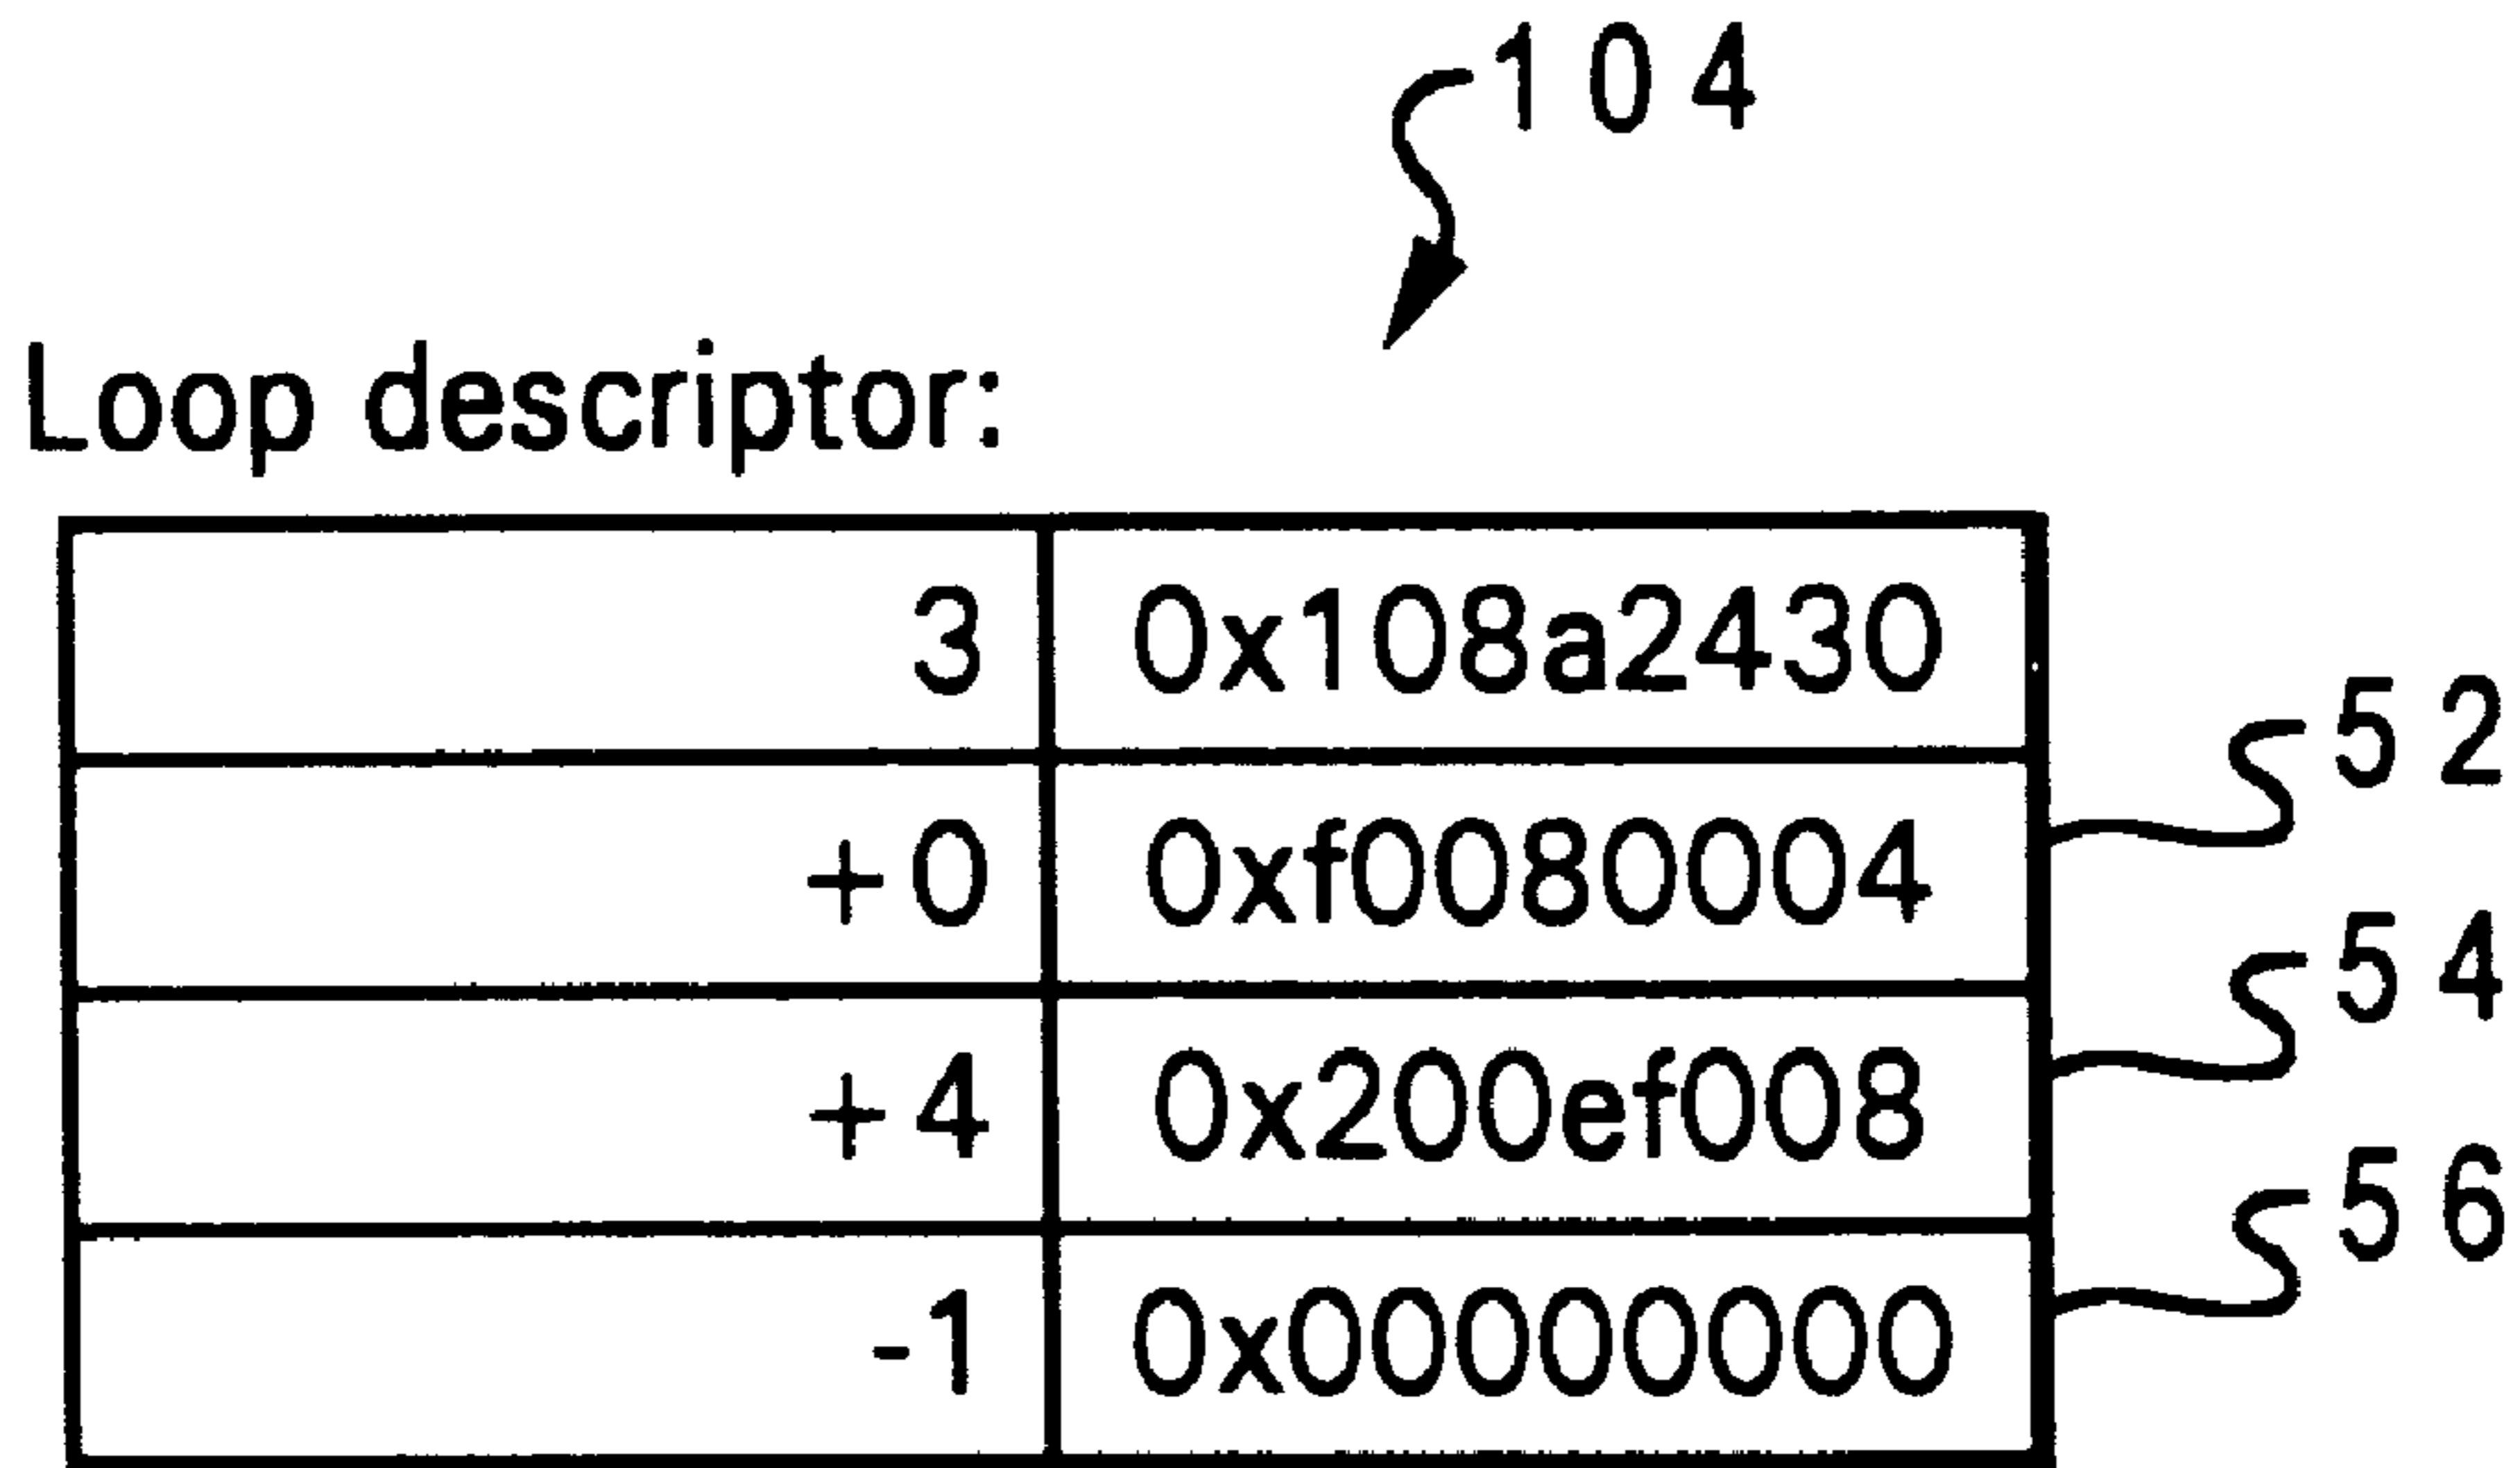 104
Loop descriptor:
3 0x108a2430
52
+0 0xf0080004
54
+4 0x200ef008
56
-1 0x00000000